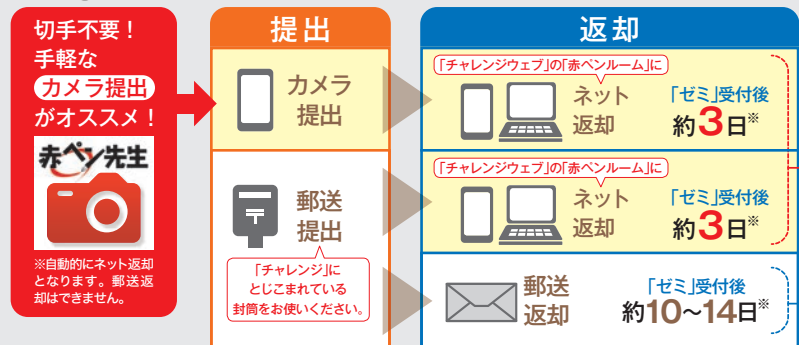 切手不要！
手軽な
カメラ提出
がオススメ！
赤ペン先生
※自動的にネット返却
となります。郵送返
却はできません。
提出
カメラ
提出
郵送
提出
「チャレンジ」に
とじこまれている
封筒をお使いください。
返却
「チャレンジウェブ」の「赤ペンルーム」に
ネット
返却
「ゼミ」受付後
約3日※
「チャレンジウェブ」の「赤ペンルーム」に
ネット
返却
「ゼミ」受付後
約3日※
郵送
返却
「ゼミ」受付後
約10〜14日※